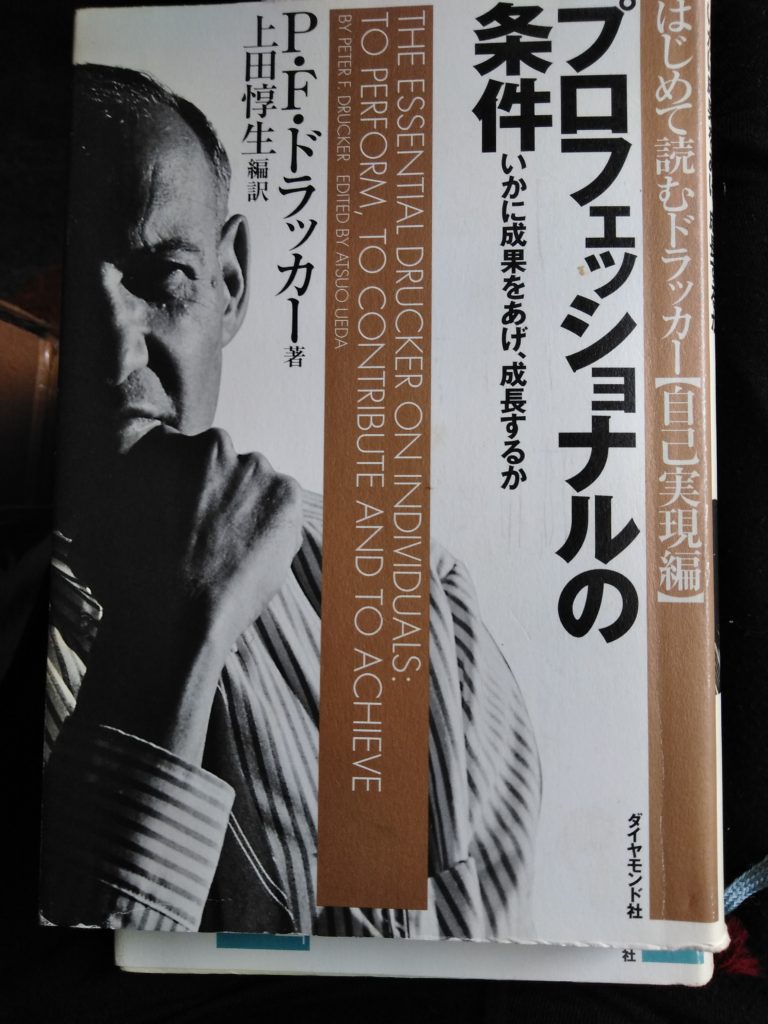 はじめて読むドラッカー【自己実現編】
プロフェッショナルの
条件
いかに成果をあげ、成長するか
THE ESSENTIAL DRUCKER ON INDIVIDUALS:
TO PERFORM, TO CONTRIBUTE AND TO ACHIEVE
BY PETER F. DRUCKER EDITED BY ATSUO UEDA
P・F・ドラッカー著
上田惇生編訳
ダイヤモンド社
社